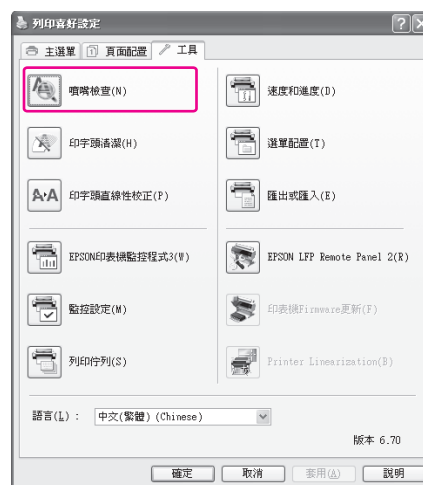 列印喜好設定
主選單 頁面配置 工具
噴嘴檢查(N)
速度和進度(D)
印字頭清潔(H)
選單配置(T)
印字頭直線性校正(P)
匯出或匯入(E)
EPSON印表機監控程式3(W)
EPSON LFP Remote Panel 2(R)
監控設定(M)
印表機Firmware更新(F)
列印佇列(S)
Printer Linearization(B)
語言(L)： 中文(繁體) (Chinese)
版本 6.70
確定 取消 套用(A) 說明